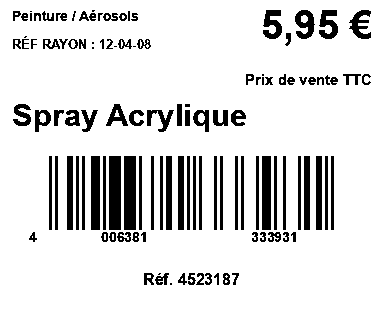 Peinture / Aérosols
5,95 €
RÉF RAYON : 12-04-08
Prix de vente TTC
Spray Acrylique
4 006381 333931
Réf. 4523187